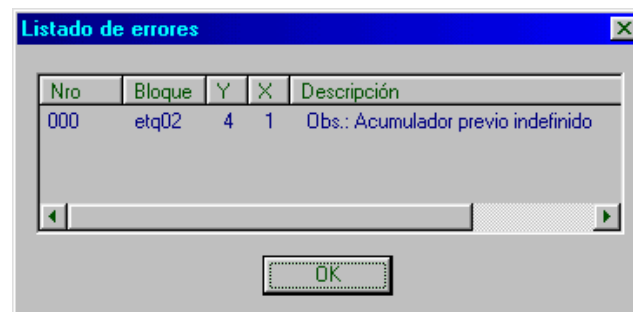 Listado de errores
Nro Bloque Y X Descripción
000 etq02 4 1 Obs.: Acumulador previo indefinido
OK